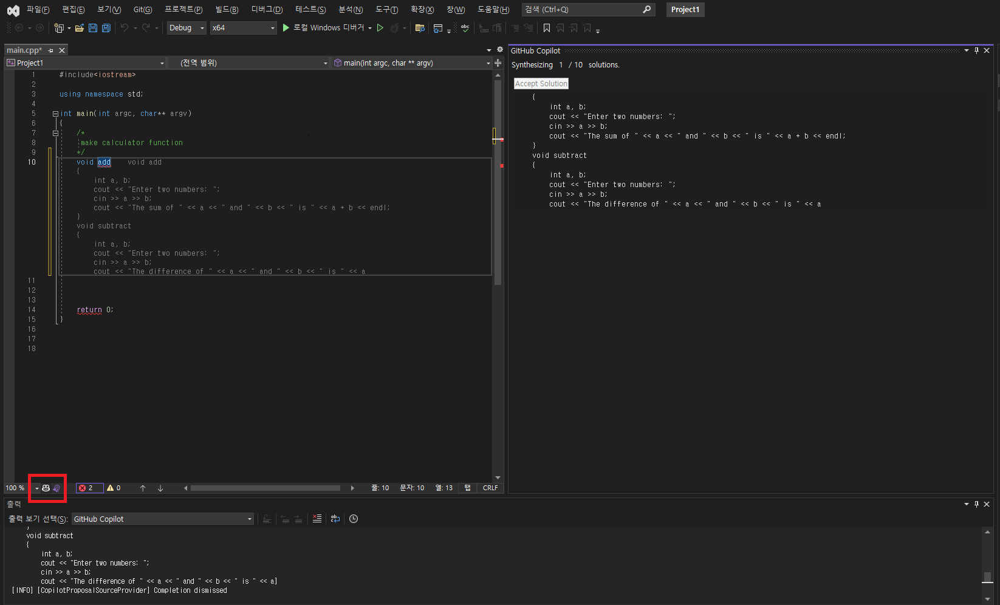 파일(F) 편집(E) 보기(V) Git(G) 프로젝트(P) 빌드(B) 디버그(D) 테스트(S) 분석(N) 도구(T) 확장(X) 창(W) 도움말(H) 검색 (Ctrl+Q) Project1
Debug x64 로컬 Windows 디버거
main.cpp*
Project1 (전역 범위) main(int argc, char ** argv)
1 #include<iostream>
2
3 using namespace std;
4
5 int main(int argc, char** argv)
6 {
7 /*
8 make calculator function
9 */
10 void add void add
{
int a, b;
cout << "Enter two numbers: ";
cin >> a >> b;
cout << "The sum of " << a << " and " << b << " is " << a + b << endl;
}
void subtract
{
int a, b;
cout << "Enter two numbers: ";
cin >> a >> b;
cout << "The difference of " << a << " and " << b << " is " << a
11
12
13
14 return 0;
15 }
16
17
18
100 % 2 0 줄: 10 문자: 10 열: 13 탭 CRLF
GitHub Copilot
Synthesizing 1 / 10 solutions.
Accept Solution
{
int a, b;
cout << "Enter two numbers: ";
cin >> a >> b;
cout << "The sum of " << a << " and " << b << " is " << a + b << endl;
}
void subtract
{
int a, b;
cout << "Enter two numbers: ";
cin >> a >> b;
cout << "The difference of " << a << " and " << b << " is " << a
출력
출력 보기 선택(S): GitHub Copilot
}
void subtract
{
int a, b;
cout << "Enter two numbers: ";
cin >> a >> b;
cout << "The difference of " << a << " and " << b << " is " << a]
[INFO] [CopilotProposalSourceProvider] Completion dismissed